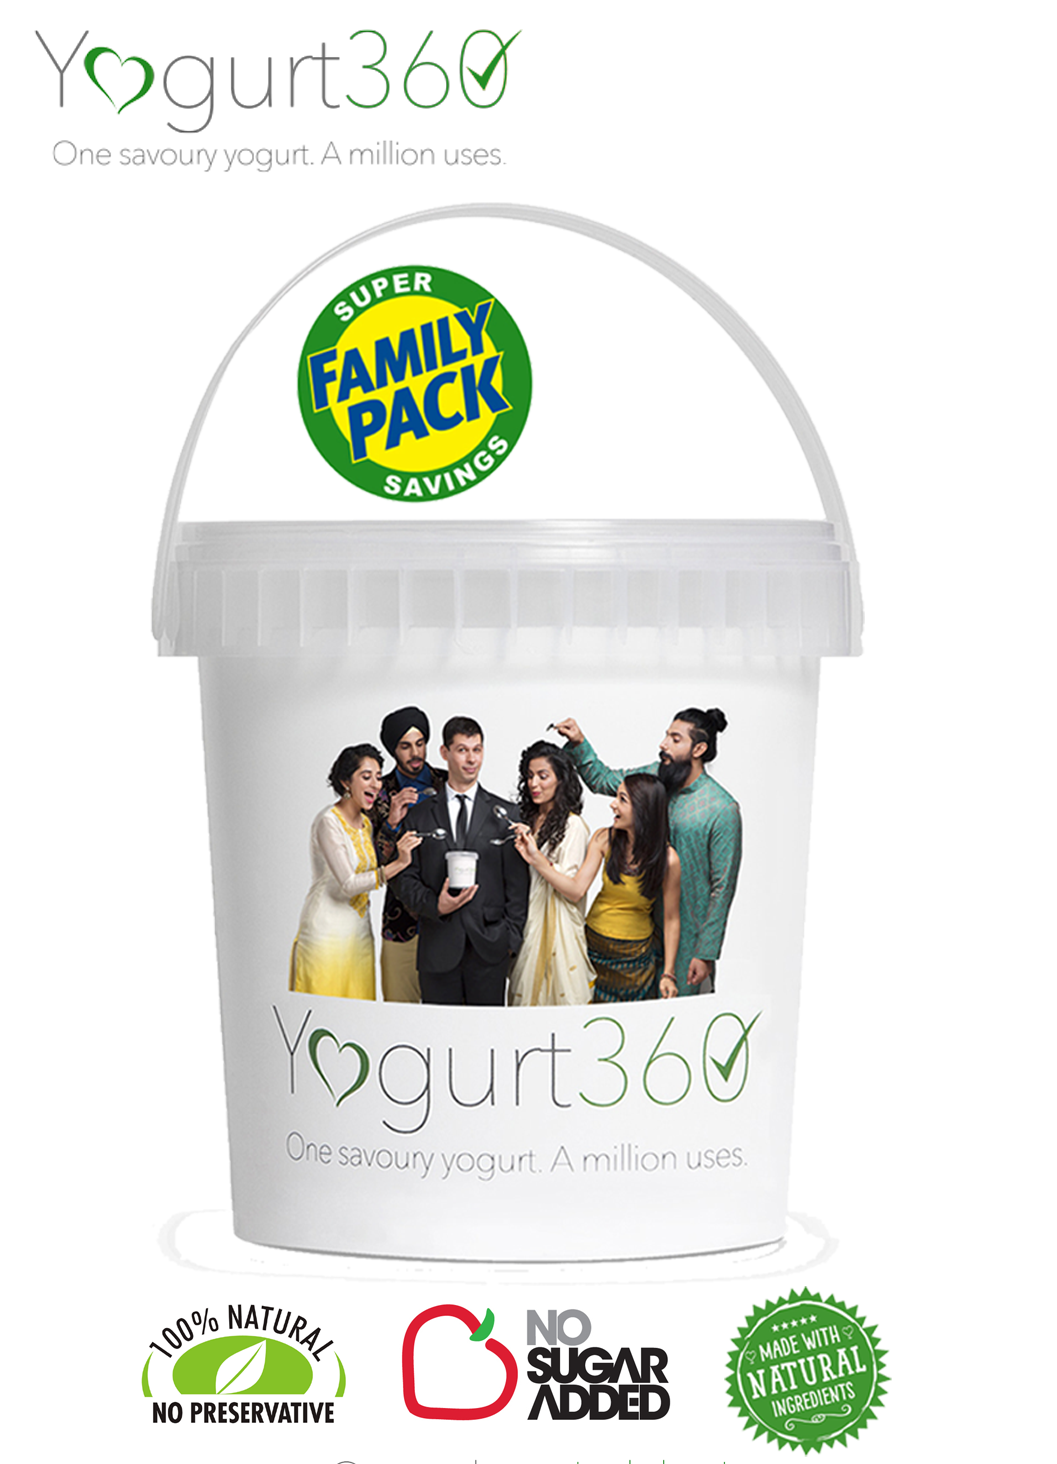 Yogurt360
One savoury yogurt. A million uses.
SUPER
FAMILY
PACK
SAVINGS
Yogurt360
One savoury yogurt. A million uses.
100% NATURAL
NO PRESERVATIVE
NO
SUGAR
ADDED
MADE WITH
NATURAL
INGREDIENTS